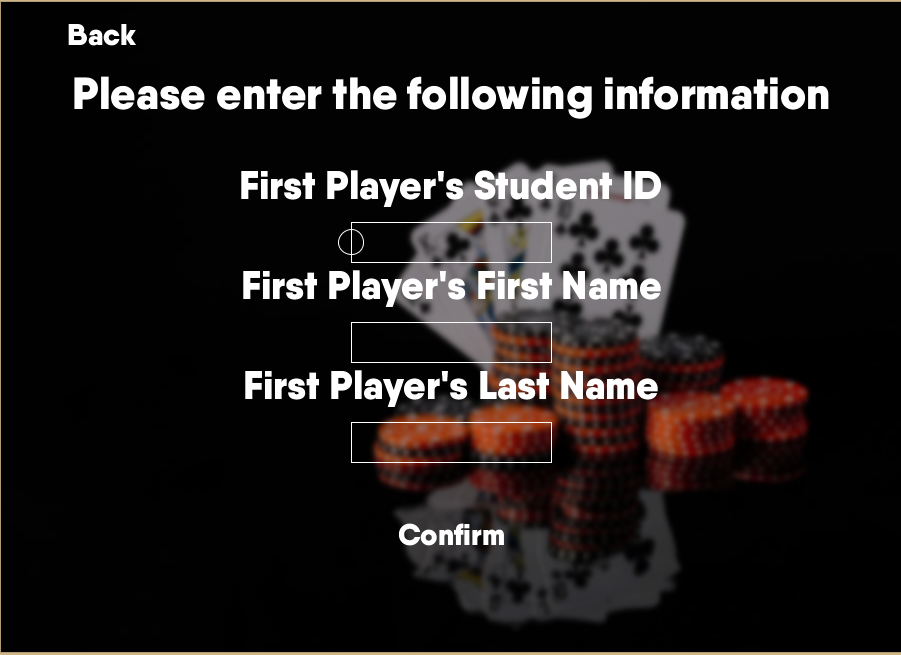 Back
Please enter the following information
First Player's Student ID
First Player's First Name
First Player's Last Name
Confirm